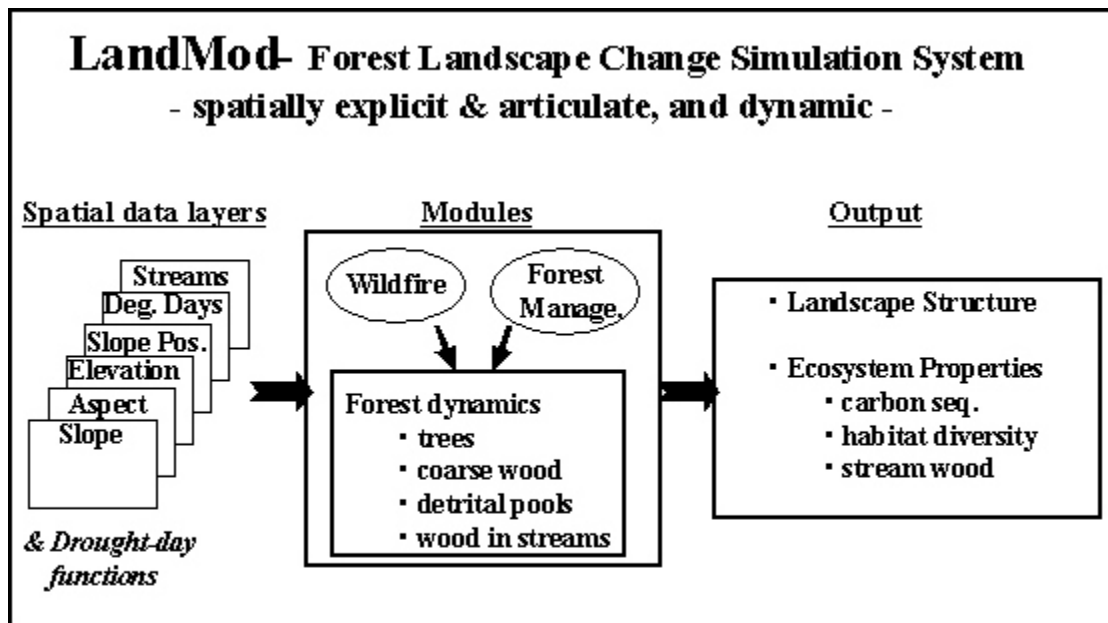 LandMod- Forest Landscape Change Simulation System
- spatially explicit & articulate, and dynamic -
Spatial data layers
Streams
Deg. Days
Slope Pos.
Elevation
Aspect
Slope
& Drought-day
functions
Modules
Wildfire
Forest
Manage.
Forest dynamics
· trees
· coarse wood
· detrital pools
· wood in streams
Output
· Landscape Structure
· Ecosystem Properties
· carbon seq.
· habitat diversity
· stream wood